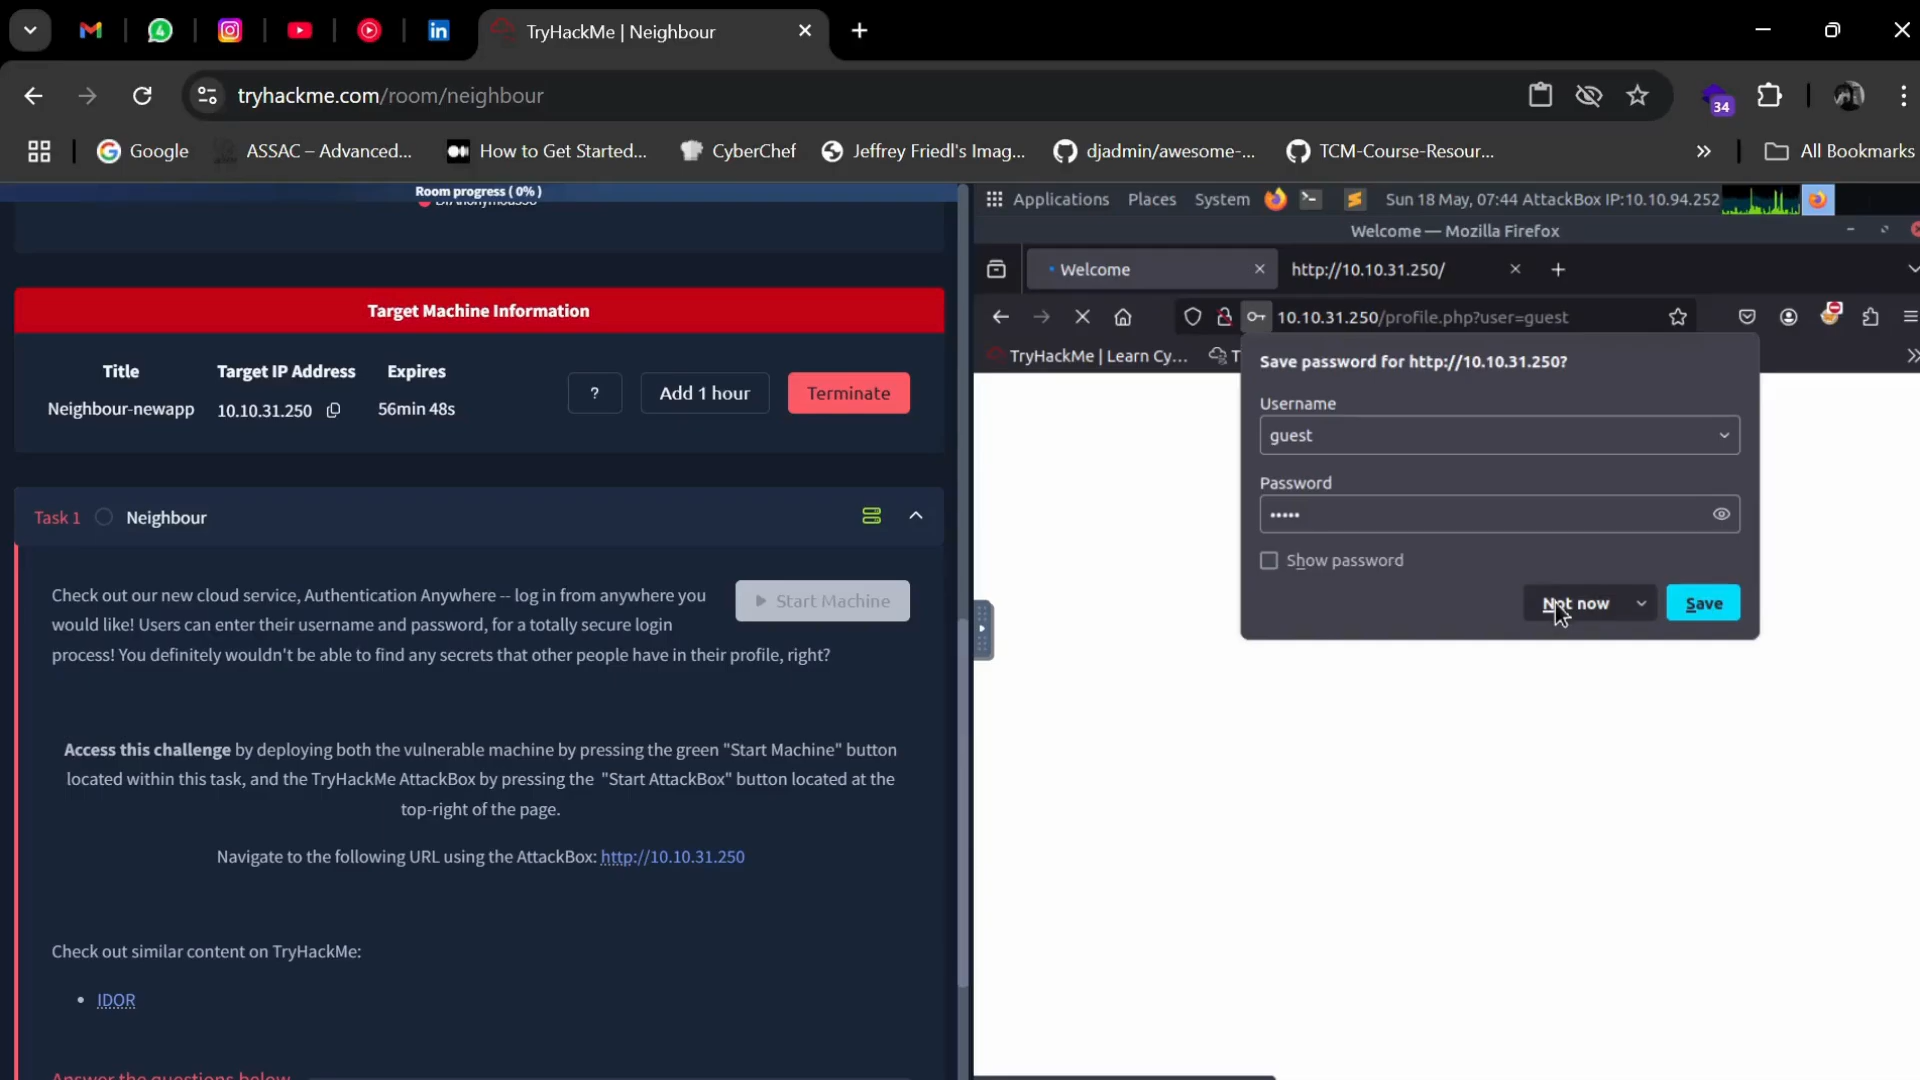 4
TryHackMe | Neighbour
tryhackme.com/room/neighbour
34
Google
ASSAC – Advanced...
How to Get Started...
CyberChef
Jeffrey Friedl's Imag...
djadmin/awesome-...
TCM-Course-Resour...
All Bookmarks
Room progress ( 0% )
Target Machine Information
Title
Target IP Address
Expires
Neighbour-newapp
10.10.31.250
56min 48s
?
Add 1 hour
Terminate
Task 1
Neighbour
Check out our new cloud service, Authentication Anywhere -- log in from anywhere you
would like! Users can enter their username and password, for a totally secure login
process! You definitely wouldn't be able to find any secrets that other people have in their profile, right?
Start Machine
Access this challenge by deploying both the vulnerable machine by pressing the green "Start Machine" button
located within this task, and the TryHackMe AttackBox by pressing the "Start AttackBox" button located at the
top-right of the page.
Navigate to the following URL using the AttackBox: http://10.10.31.250
Check out similar content on TryHackMe:
• IDOR
Answer the questions below
Applications
Places
System
Sun 18 May, 07:44
AttackBox IP:10.10.94.252
Welcome — Mozilla Firefox
Welcome
http://10.10.31.250/
10.10.31.250/profile.php?user=guest
TryHackMe | Learn Cy...
T
Save password for http://10.10.31.250?
Username
guest
Password
•••••
Show password
Not now
Save